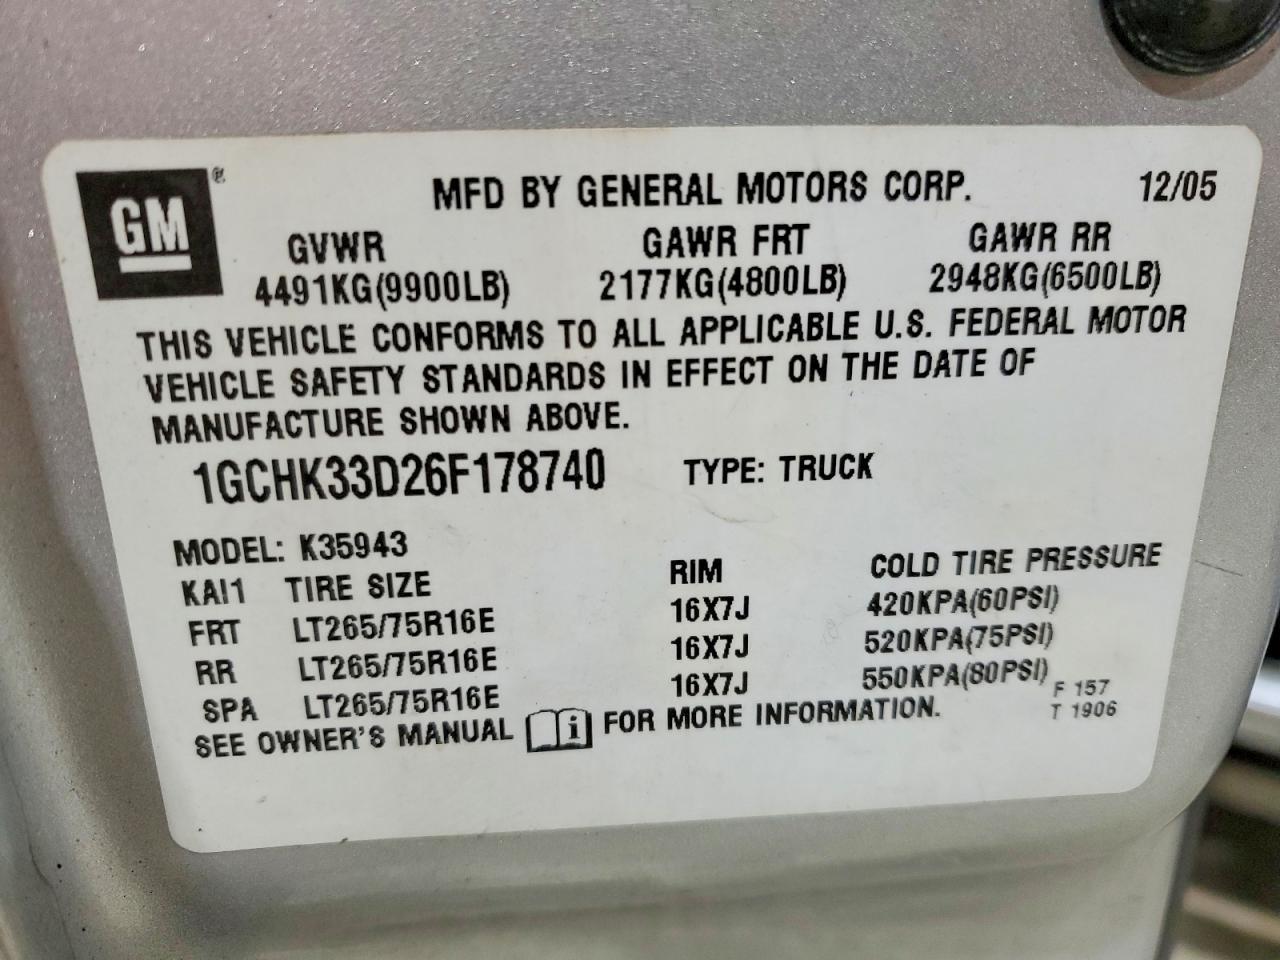 GM®
MFD BY GENERAL MOTORS CORP. 12/05
GVWR GAWR FRT GAWR RR
4491KG(9900LB) 2177KG(4800LB) 2948KG(6500LB)
THIS VEHICLE CONFORMS TO ALL APPLICABLE U.S. FEDERAL MOTOR
VEHICLE SAFETY STANDARDS IN EFFECT ON THE DATE OF
MANUFACTURE SHOWN ABOVE.
1GCHK33D26F178740 TYPE: TRUCK
MODEL: K35943
KAI1 TIRE SIZE RIM COLD TIRE PRESSURE
FRT LT265/75R16E 16X7J 420KPA(60PSI)
RR LT265/75R16E 16X7J 520KPA(75PSI)
SPA LT265/75R16E 16X7J 550KPA(80PSI)
SEE OWNER'S MANUAL i FOR MORE INFORMATION.
F 157
T 1906